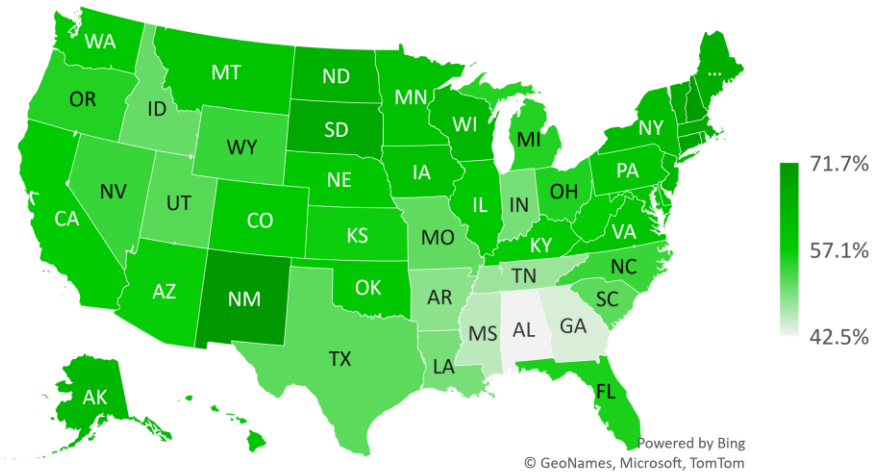 WA
MT
ND
MN
OR
ID
SD
WI
MI
NY
...
WY
IA
PA
71.7%
NV
UT
NE
IL
IN
OH
CA
CO
KS
MO
KY
VA
57.1%
AZ
NM
OK
AR
TN
NC
SC
42.5%
TX
LA
MS
AL
GA
AK
FL
Powered by Bing
© GeoNames, Microsoft, TomTom